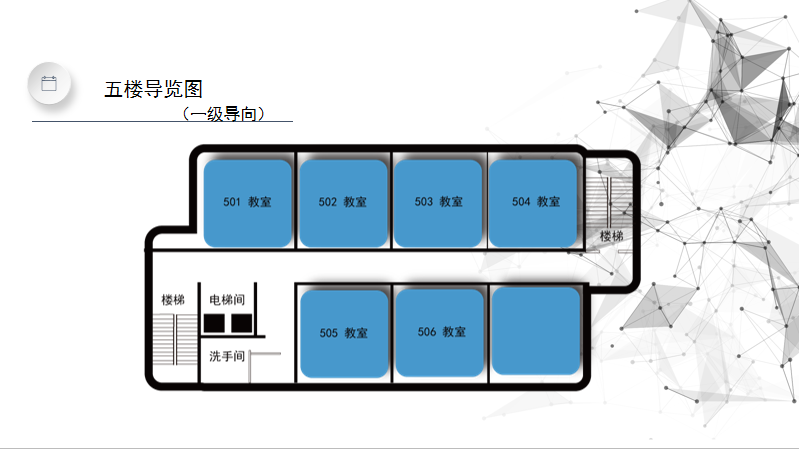 五楼导览图
（一级导向）
501 教室
502 教室
503 教室
504 教室
楼梯
楼梯
电梯间
洗手间
505 教室
506 教室